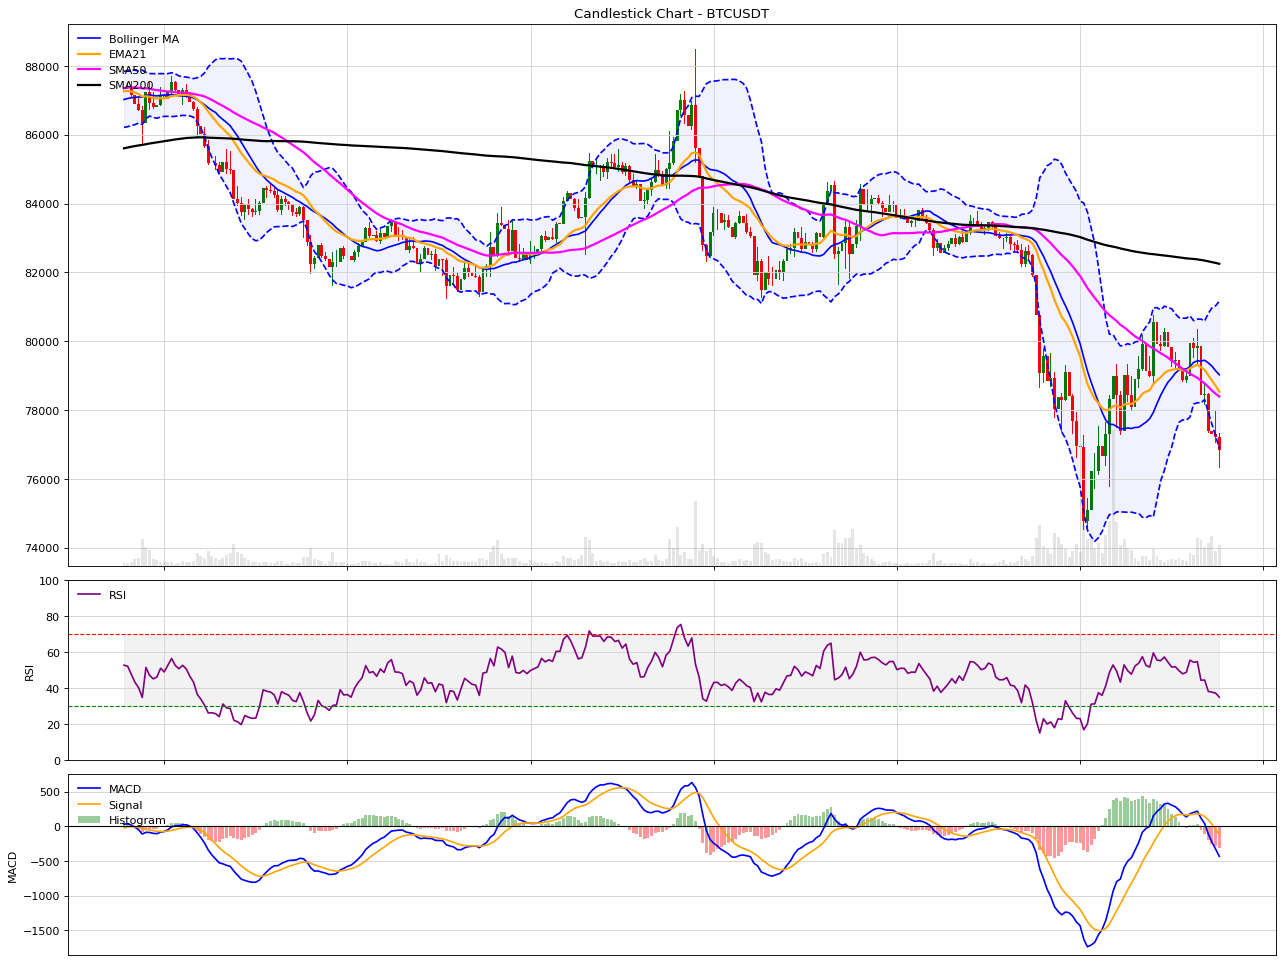 Candlestick Chart - BTCUSDT
Bollinger MA
EMA21
SMA50
SMA200
88000
86000
84000
82000
80000
78000
76000
74000
RSI
100
80
60
40
20
0
RSI
MACD
Signal
Histogram
500
0
−500
−1000
−1500
MACD